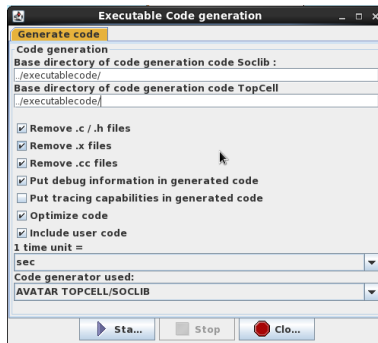 Executable Code generation
Generate code
Code generation
Base directory of code generation code Soclib :
../executablecode/
Base directory of code generation code TopCell
../executablecode/
Remove .c / .h files
Remove .x files
Remove .cc files
Put debug information in generated code
Put tracing capabilities in generated code
Optimize code
Include user code
1 time unit =
sec
Code generator used:
AVATAR TOPCELL/SOCLIB
Sta... Stop Clo...